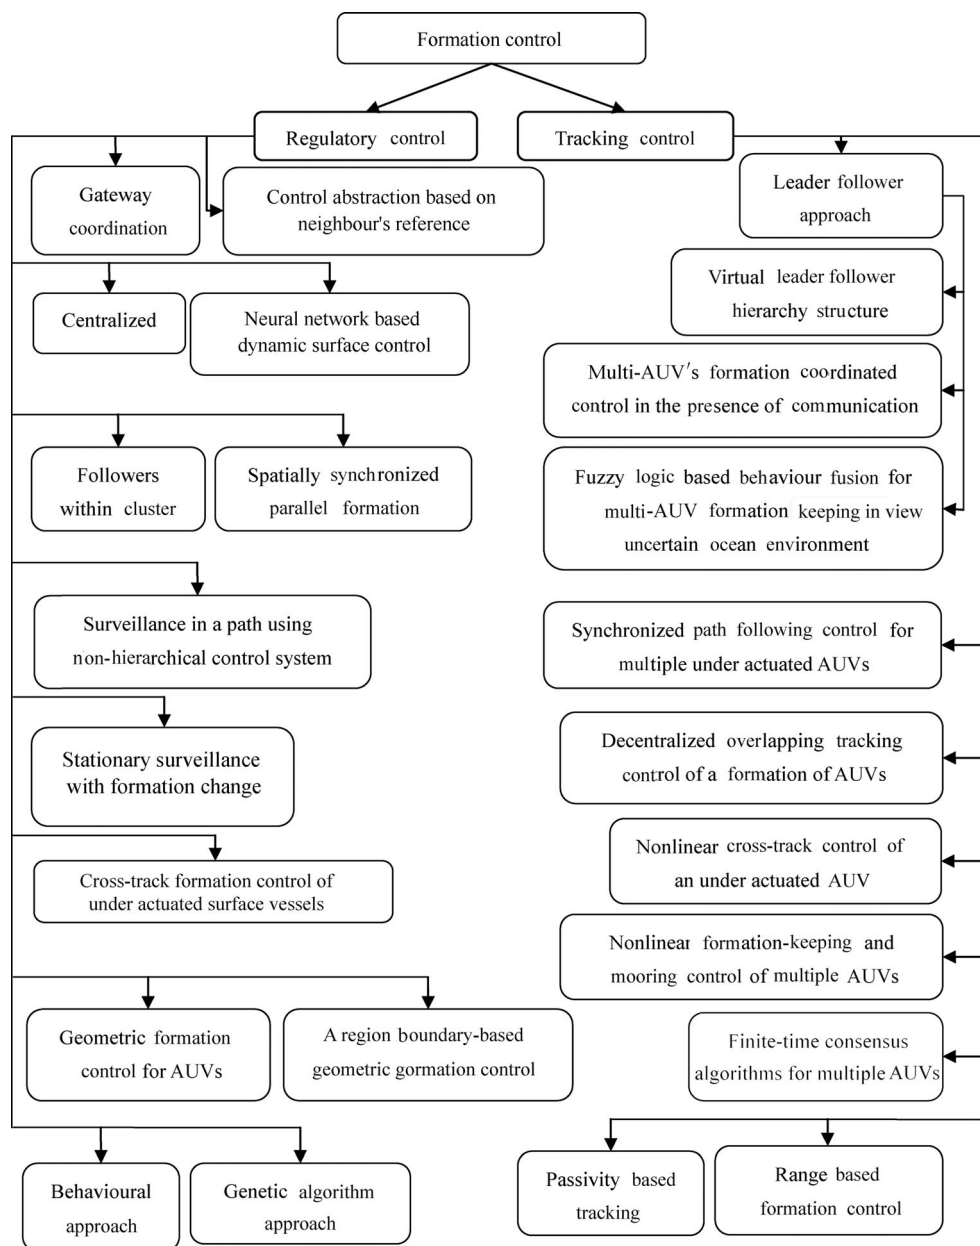 Formation control
Regulatory control
Tracking control
Gateway
coordination
Control abstraction based on
neighbour's reference
Leader follower
approach
Centralized
Neural network based
dynamic surface control
Virtual leader follower
hierarchy structure
Multi-AUV's formation coordinated
control in the presence of communication
Followers
within cluster
Spatially synchronized
parallel formation
Fuzzy logic based behaviour fusion for
multi-AUV formation keeping in view
uncertain ocean environment
Surveillance in a path using
non-hierarchical control system
Synchronized path following control for
multiple under actuated AUVs
Stationary surveillance
with formation change
Decentralized overlapping tracking
control of a formation of AUVs
Cross-track formation control of
under actuated surface vessels
Nonlinear cross-track control of
an under actuated AUV
Nonlinear formation-keeping and
mooring control of multiple AUVs
Geometric formation
control for AUVs
A region boundary-based
geometric gormation control
Finite-time consensus
algorithms for multiple AUVs
Behavioural
approach
Genetic algorithm
approach
Passivity based
tracking
Range based
formation control